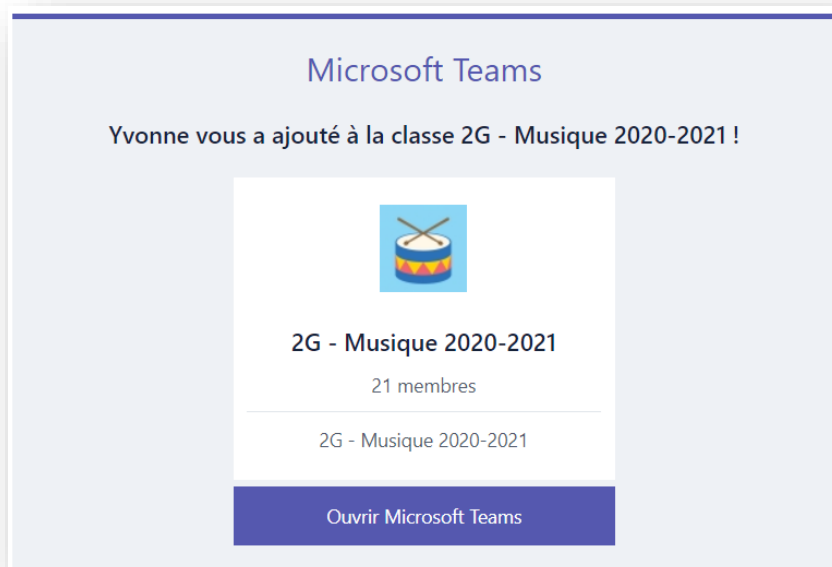 Microsoft Teams
Yvonne vous a ajouté à la classe 2G - Musique 2020-2021 !
2G - Musique 2020-2021
21 membres
2G - Musique 2020-2021
Ouvrir Microsoft Teams